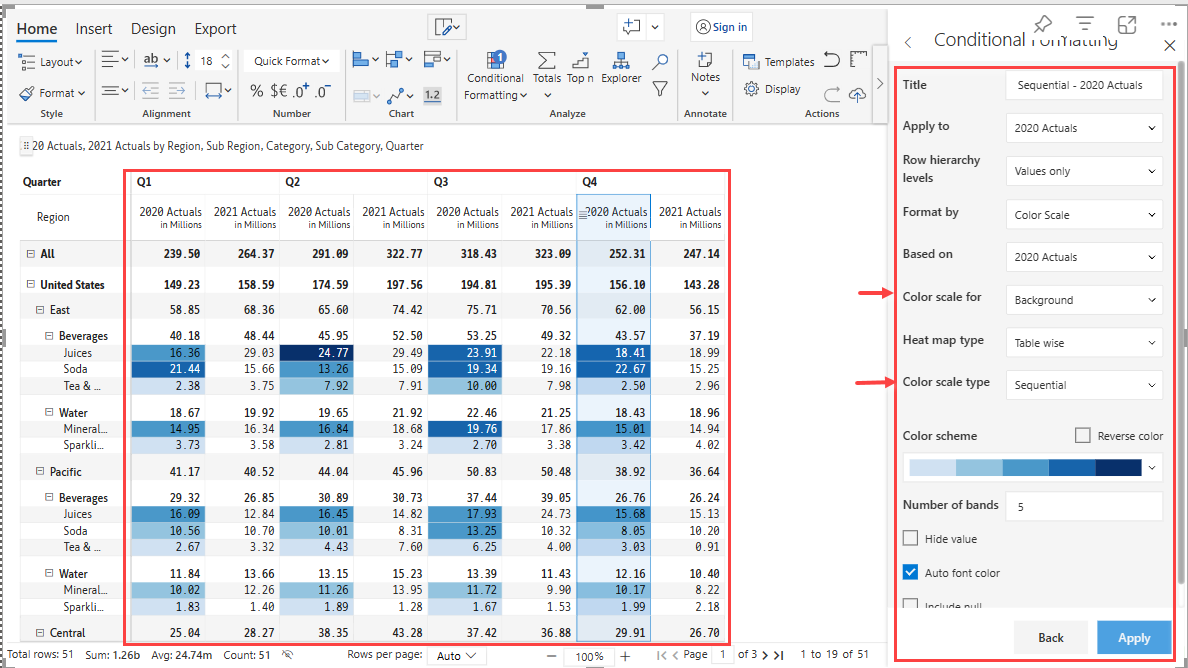 Home Insert Design Export Sign in
Layout ab 18 Quick Format Conditional Formatting 1 Totals Top n Explorer Notes Templates
Format % $€ .0+ .0- 1.2 Display
Style Alignment Number Chart Analyze Annotate Actions
20 Actuals, 2021 Actuals by Region, Sub Region, Category, Sub Category, Quarter
Quarter Q1 Q2 Q3 Q4
Region 2020 Actuals 2021 Actuals 2020 Actuals 2021 Actuals 2020 Actuals 2021 Actuals 2020 Actuals 2021 Actuals
in Millions in Millions in Millions in Millions in Millions in Millions in Millions in Millions
All 239.50 264.37 291.09 322.77 318.43 323.09 252.31 247.14
United States 149.23 158.59 174.59 197.56 194.81 195.39 156.10 143.28
East 58.85 68.36 65.60 74.42 75.71 70.56 62.00 56.15
Beverages 40.18 48.44 45.95 52.50 53.25 49.32 43.57 37.19
Juices 16.36 29.03 24.77 29.49 23.91 22.18 18.41 18.99
Soda 21.44 15.66 13.26 15.09 19.34 19.16 22.67 15.25
Tea & ... 2.38 3.75 7.92 7.91 10.00 7.98 2.50 2.96
Water 18.67 19.92 19.65 21.92 22.46 21.25 18.43 18.96
Mineral... 14.95 16.34 16.84 18.68 19.76 17.86 15.01 14.94
Sparkli... 3.73 3.58 2.81 3.24 2.70 3.38 3.42 4.02
Pacific 41.17 40.52 44.04 45.96 50.83 50.48 38.92 36.64
Beverages 29.32 26.85 30.89 30.73 37.44 39.05 26.76 26.24
Juices 16.09 12.84 16.45 14.82 17.93 24.73 15.68 15.13
Soda 10.56 10.70 10.01 8.31 13.25 10.32 8.05 10.20
Tea & ... 2.67 3.32 4.43 7.60 6.25 4.00 3.03 0.91
Water 11.84 13.66 13.15 15.23 13.39 11.43 12.16 10.40
Mineral... 10.02 12.26 11.26 13.95 11.72 9.90 10.17 8.22
Sparkli... 1.83 1.40 1.89 1.28 1.67 1.53 1.99 2.18
Central 25.04 28.27 38.35 43.28 37.42 36.88 29.91 26.70
Total rows: 51 Sum: 1.26b Avg: 24.74m Count: 51 Rows per page: Auto 100% Page 1 of 3 1 to 19 of 51
Conditional Formatting
Title Sequential - 2020 Actuals
Apply to 2020 Actuals
Row hierarchy levels Values only
Format by Color Scale
Based on 2020 Actuals
Color scale for Background
Heat map type Table wise
Color scale type Sequential
Color scheme Reverse color
Number of bands 5
Hide value
Auto font color
Include null
Back Apply